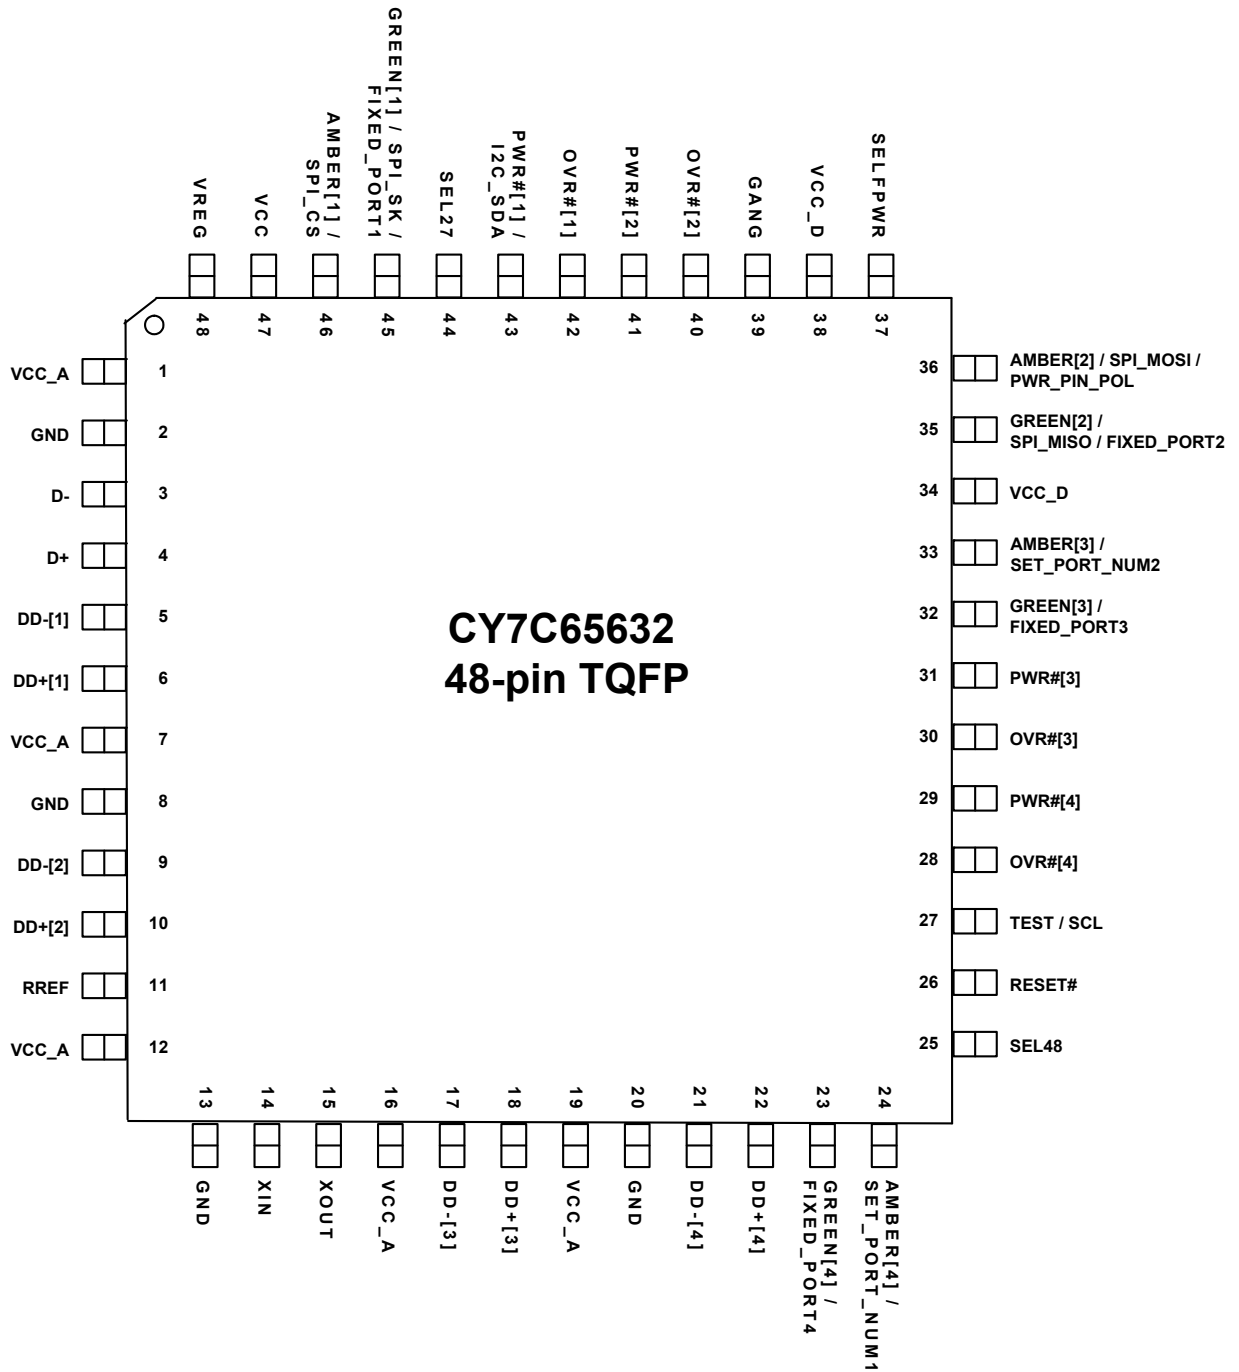 VREG
VCC
AMBER[1] /
SPI_CS
GREEN[1] / SPI_SK /
FIXED_PORT1
SEL27
PWR#[1] /
I2C_SDA
OVR#[1]
PWR#[2]
OVR#[2]
GANG
VCC_D
SELFPWR
48
47
46
45
44
43
42
41
40
39
38
37
VCC_A
1
GND
2
D-
3
D+
4
DD-[1]
5
DD+[1]
6
VCC_A
7
GND
8
DD-[2]
9
DD+[2]
10
RREF
11
VCC_A
12
CY7C65632
48-pin TQFP
36
AMBER[2] / SPI_MOSI /
PWR_PIN_POL
35
GREEN[2] /
SPI_MISO / FIXED_PORT2
34
VCC_D
33
AMBER[3] /
SET_PORT_NUM2
32
GREEN[3] /
FIXED_PORT3
31
PWR#[3]
30
OVR#[3]
29
PWR#[4]
28
OVR#[4]
27
TEST / SCL
26
RESET#
25
SEL48
13
14
15
16
17
18
19
20
21
22
23
24
GND
XIN
XOUT
VCC_A
DD-[3]
DD+[3]
VCC_A
GND
DD-[4]
DD+[4]
GREEN[4] /
FIXED_PORT4
AMBER[4] /
SET_PORT_NUM1